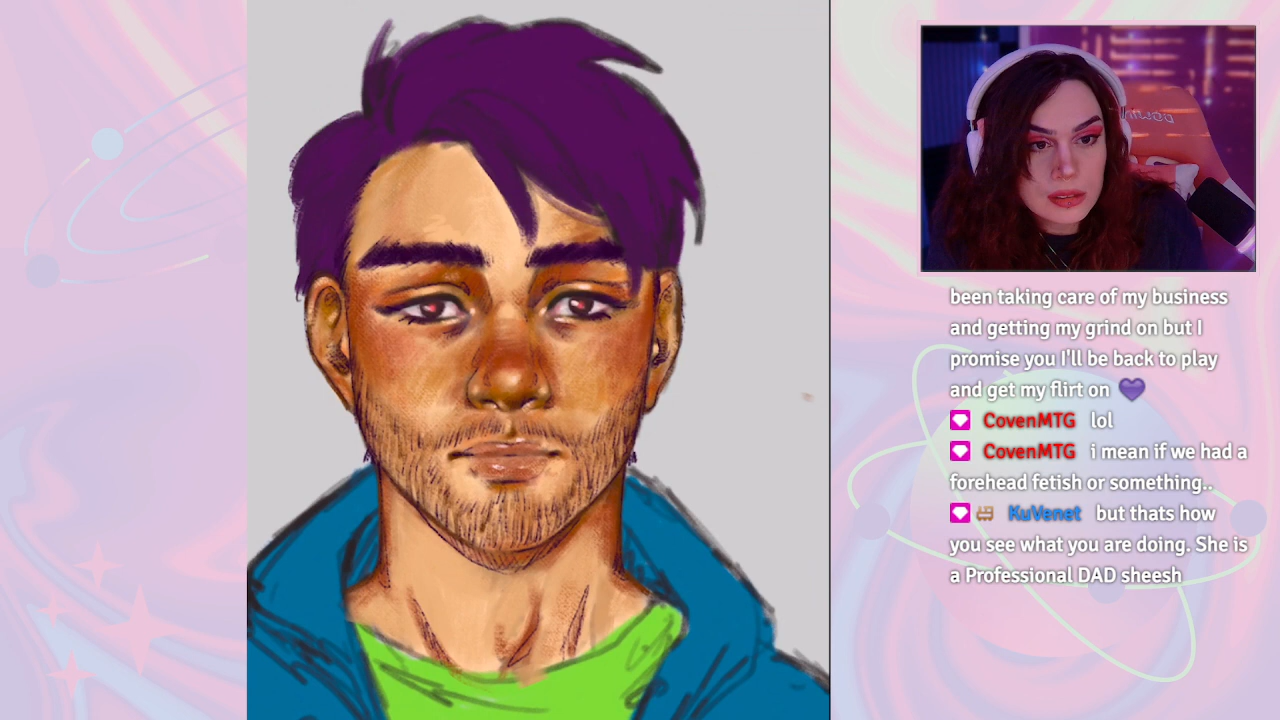 been taking care of my business
and getting my grind on but I
promise you I'll be back to play
and get my flirt on 💜
CovenMTG lol
CovenMTG i mean if we had a
forehead fetish or something..
KuVenet but thats how
you see what you are doing. She is
a Professional DAD sheesh